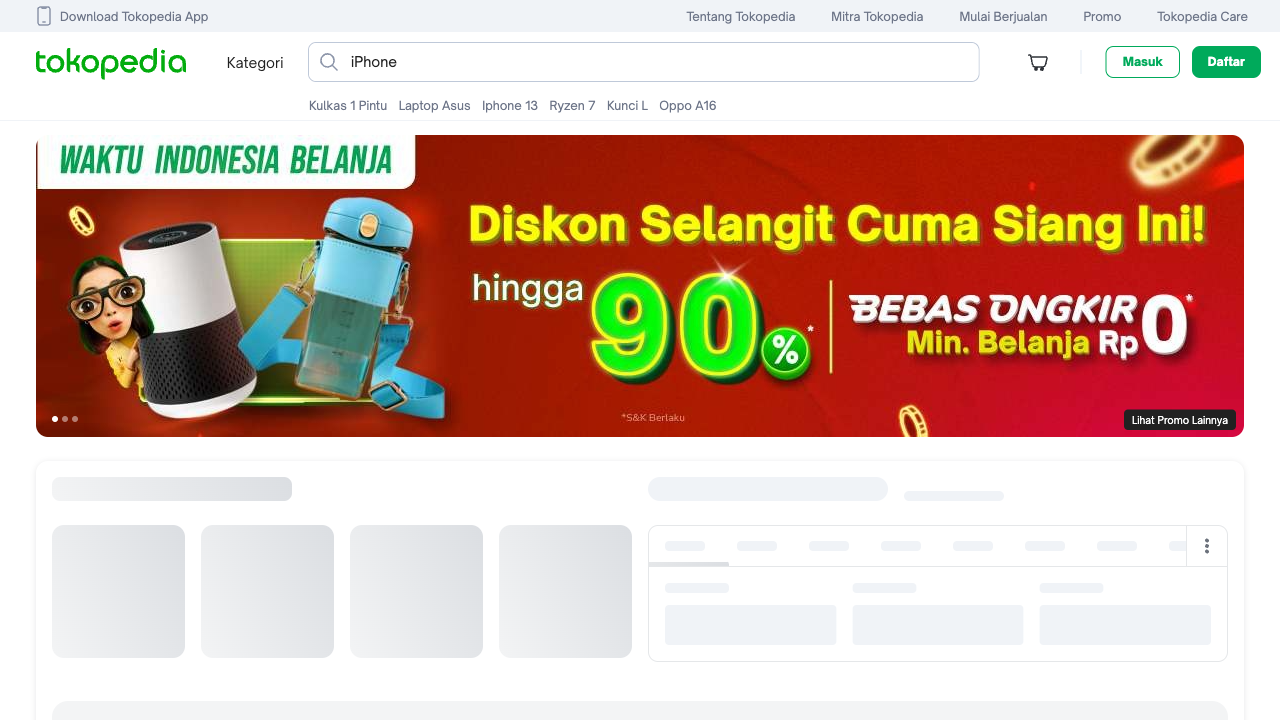 Download Tokopedia App
Tentang Tokopedia
Mitra Tokopedia
Mulai Berjualan
Promo
Tokopedia Care
tokopedia
Kategori
iPhone
Masuk
Daftar
Kulkas 1 Pintu
Laptop Asus
Iphone 13
Ryzen 7
Kunci L
Oppo A16
WAKTU INDONESIA BELANJA
Diskon Selangit Cuma Siang Ini!
hingga 90%*
BEBAS ONGKIR
Min. Belanja Rp0*
*S&K Berlaku
Lihat Promo Lainnya